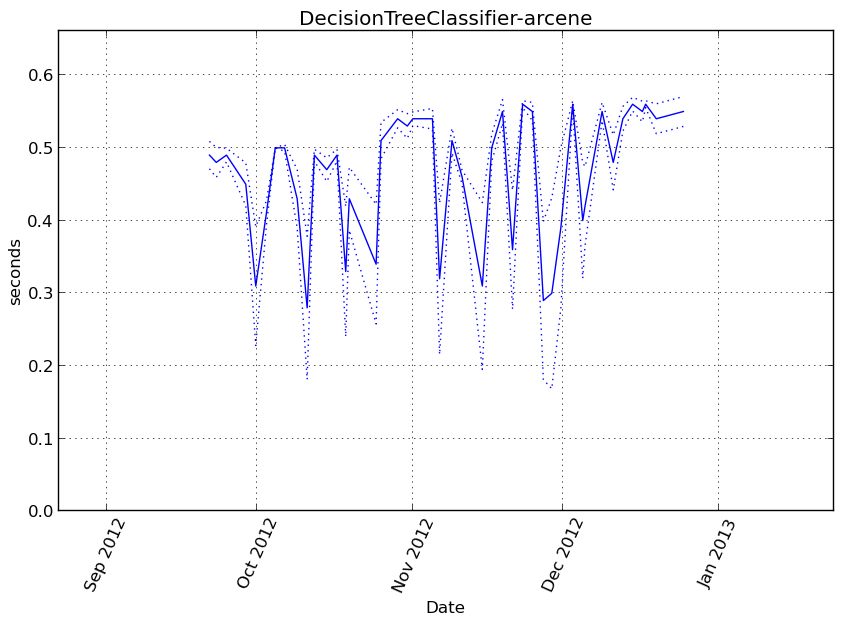 DecisionTreeClassifier-arcene
0.6
0.5
0.4
0.3
0.2
0.1
0.0
seconds
Sep 2012
Oct 2012
Nov 2012
Dec 2012
Jan 2013
Date